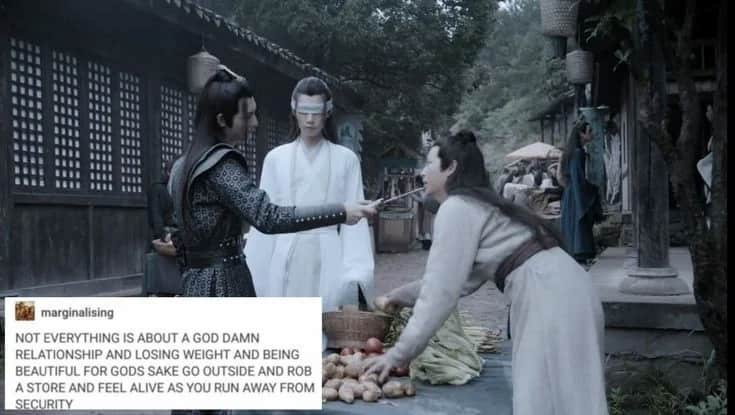 marginalising
NOT EVERYTHING IS ABOUT A GOD DAMN
RELATIONSHIP AND LOSING WEIGHT AND BEING
BEAUTIFUL FOR GODS SAKE GO OUTSIDE AND ROB
A STORE AND FEEL ALIVE AS YOU RUN AWAY FROM
SECURITY